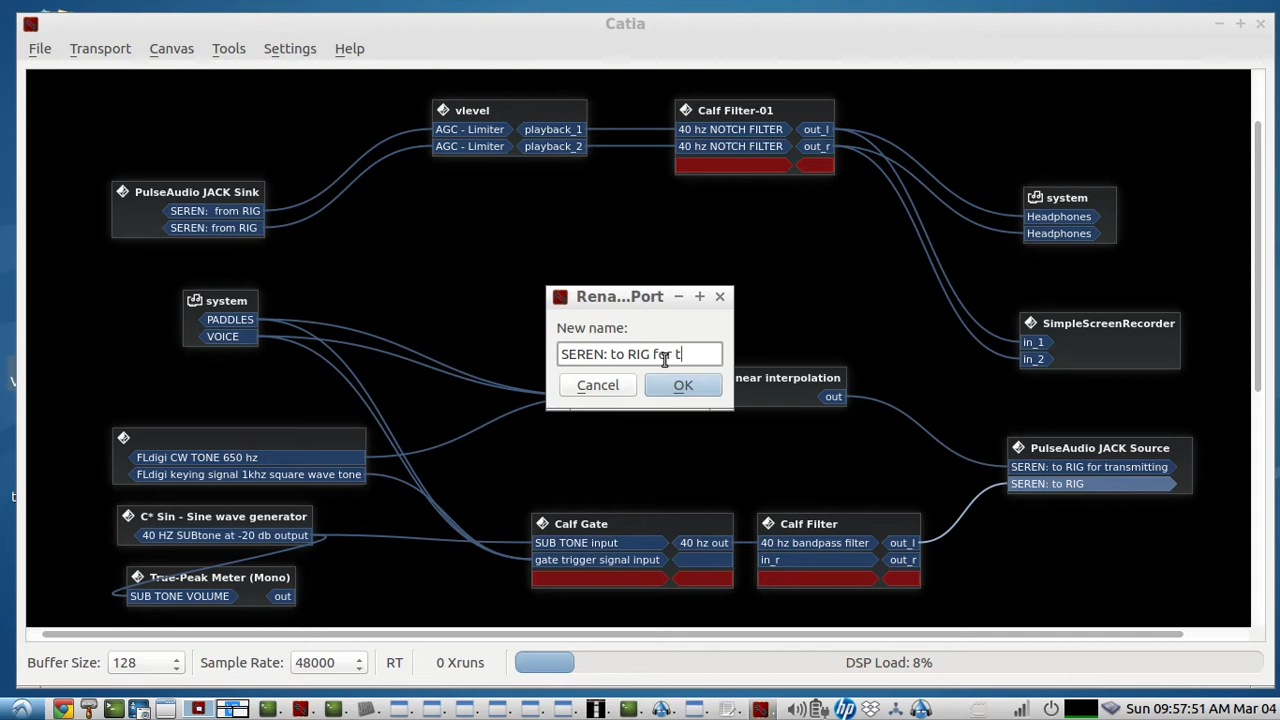 Catia
File Transport Canvas Tools Settings Help
vlevel
AGC - Limiter playback_1
AGC - Limiter playback_2
Calf Filter-01
40 hz NOTCH FILTER out_l
40 hz NOTCH FILTER out_r
PulseAudio JACK Sink
SEREN: from RIG
SEREN: from RIG
system
Headphones
Headphones
system
PADDLES
VOICE
Rena...Port
New name:
SEREN: to RIG for t
Cancel OK
SimpleScreenRecorder
in_1
in_2
near interpolation
out
FLdigi CW TONE 650 hz
FLdigi keying signal 1khz square wave tone
PulseAudio JACK Source
SEREN: to RIG for transmitting
SEREN: to RIG
C* Sin - Sine wave generator
40 HZ SUBtone at -20 db output
Calf Gate
SUB TONE input 40 hz out
gate trigger signal input
Calf Filter
40 hz bandpass filter out_l
in_r out_r
True-Peak Meter (Mono)
SUB TONE VOLUME out
Buffer Size: 128 Sample Rate: 48000 RT 0 Xruns DSP Load: 8%
Sun 09:57:51 AM Mar 04